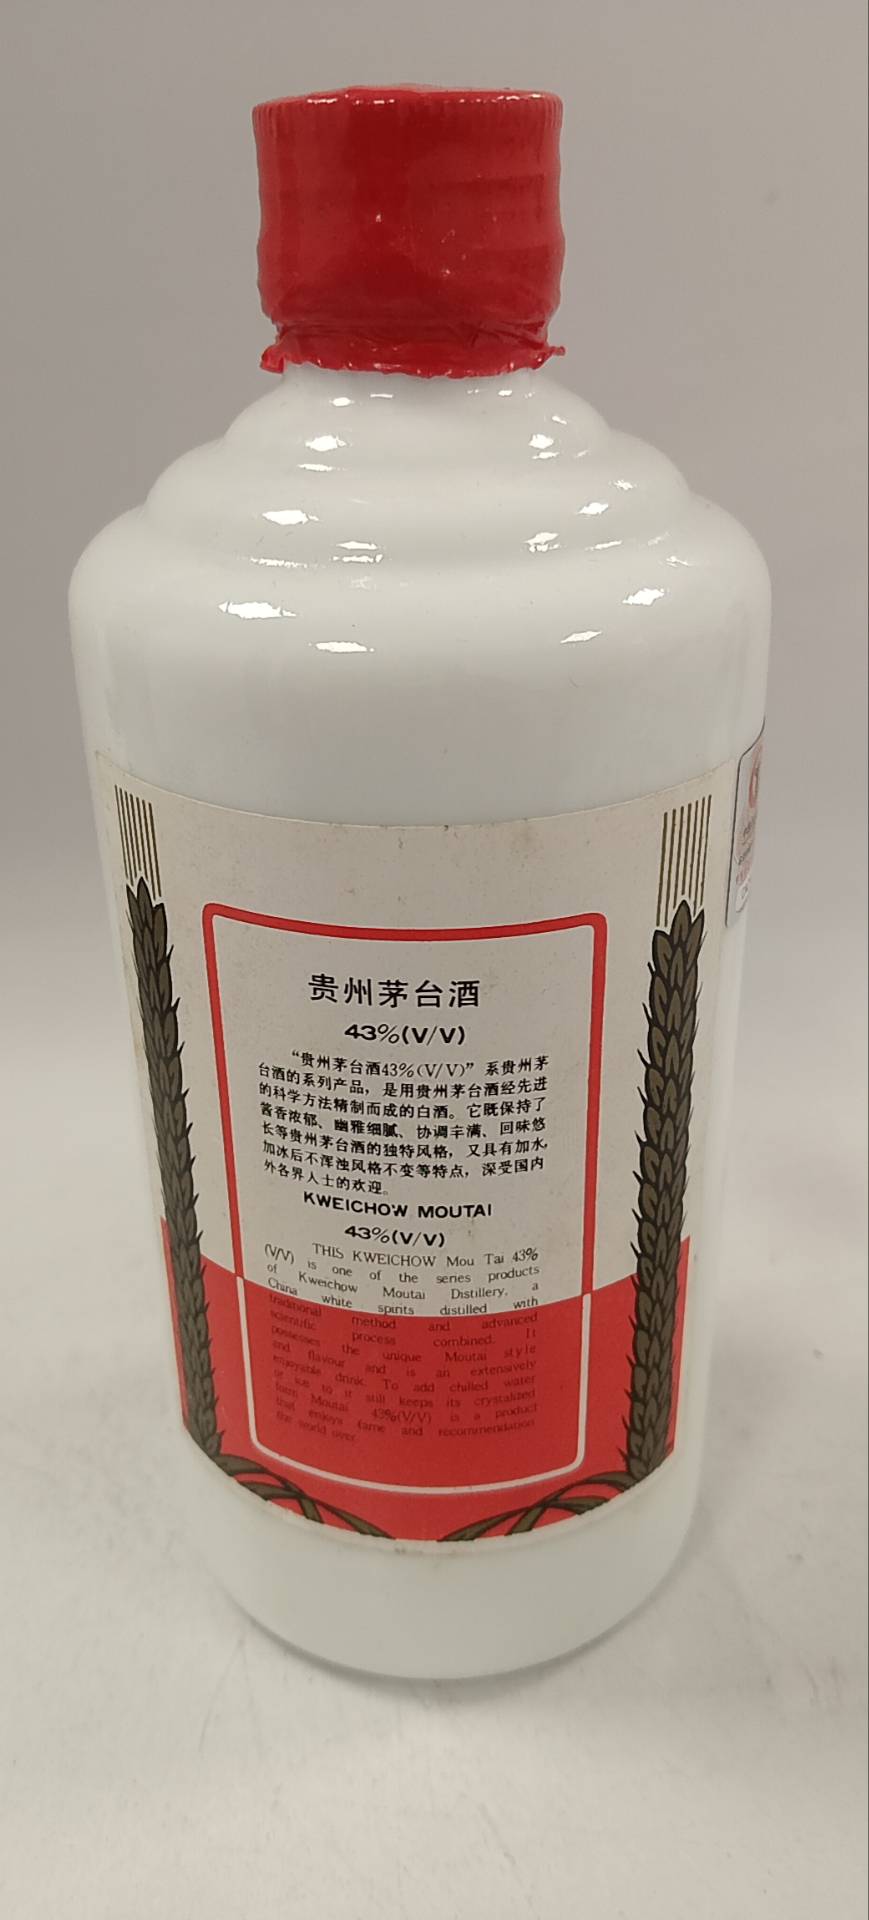 贵州茅台酒
43%(V/V)
“贵州茅台酒43%(V/V)”系贵州茅
台酒的系列产品，是用贵州茅台酒经先进
的科学方法精制而成的白酒。它既保持了
酱香浓郁、幽雅细腻、协调丰满、回味悠
长等贵州茅台酒的独特风格，又具有加水，
加冰后不浑浊风格不变等特点，深受国内
外各界人士的欢迎。
KWEICHOW MOUTAI
43%(V/V)
THIS KWEICHOW Mou Tai 43%
(V/V) is one of the series products
of Kweichow Moutai Distillery, a
China white spirits distilled with
traditional method and advanced
scientific process combined. It
possesses the unique Moutai style
and flavour and is an extensively
enjoyable drink. To add chilled water
or ice to it still keeps its crystalized
form Moutai 43%(V/V) is a product
that enjoys fame and recommendation
the world over